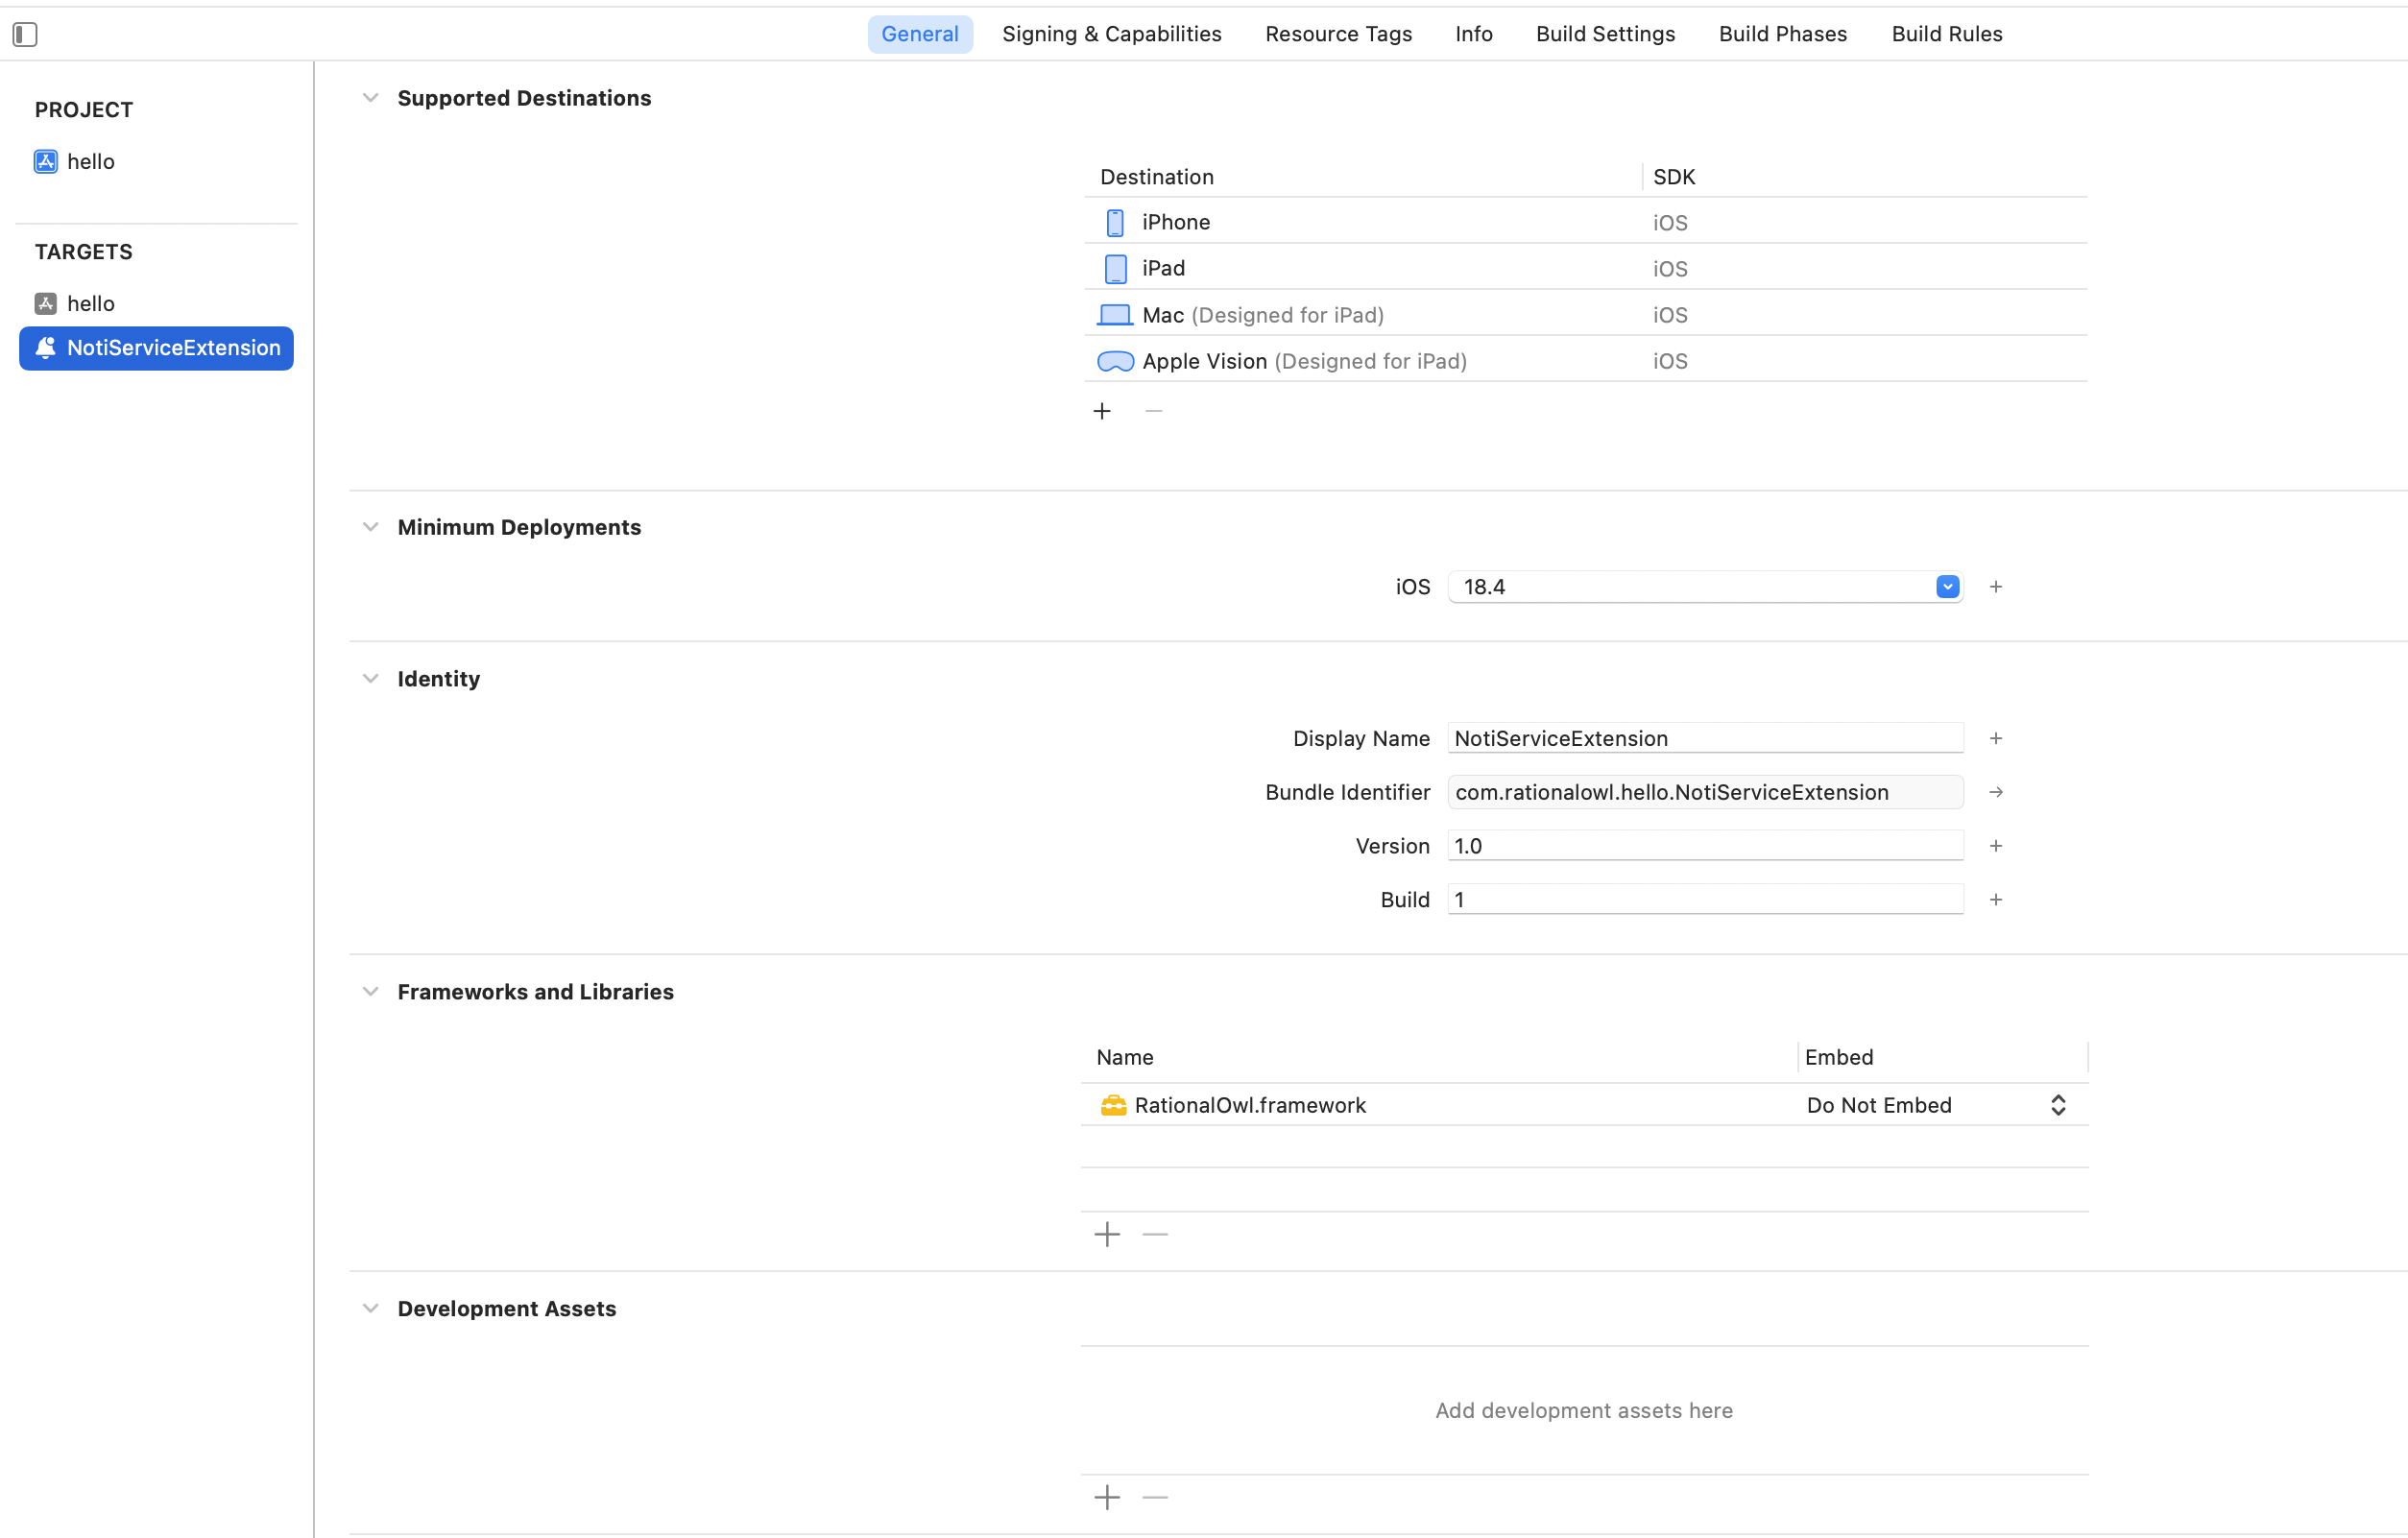 General Signing & Capabilities Resource Tags Info Build Settings Build Phases Build Rules
PROJECT
hello
TARGETS
hello
NotiServiceExtension
Supported Destinations
Destination SDK
iPhone iOS
iPad iOS
Mac (Designed for iPad) iOS
Apple Vision (Designed for iPad) iOS
Minimum Deployments
iOS 18.4
Identity
Display Name NotiServiceExtension
Bundle Identifier com.rationalowl.hello.NotiServiceExtension
Version 1.0
Build 1
Frameworks and Libraries
Name Embed
RationalOwl.framework Do Not Embed
Development Assets
Add development assets here